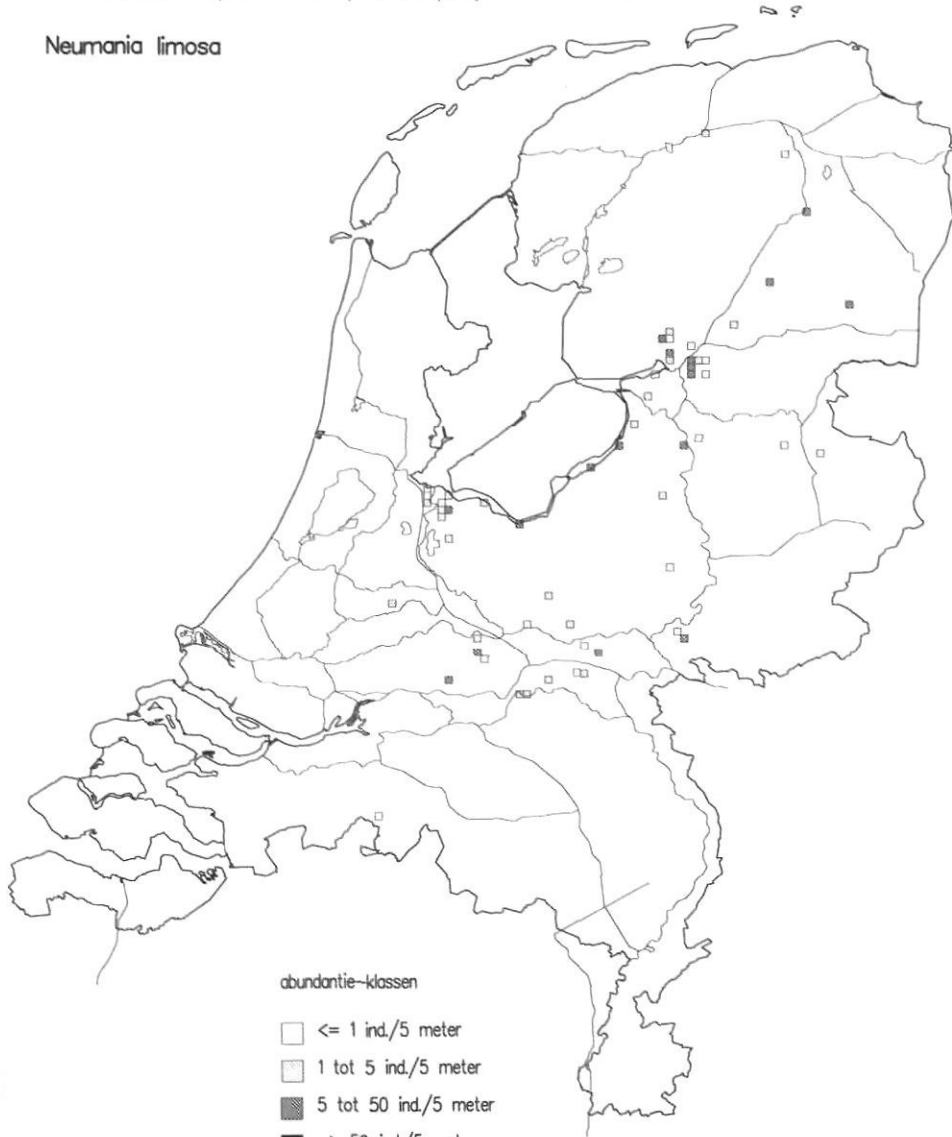 Neumania limosa
abundantie-klassen
<= 1 ind./5 meter
1 tot 5 ind./5 meter
5 tot 50 ind./5 meter